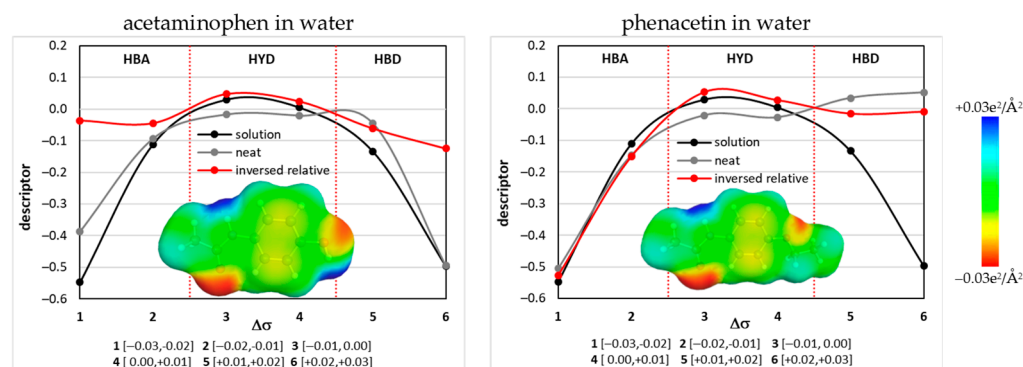 acetaminophen in water
0.2
0.1
0.0
−0.1
−0.2
−0.3
−0.4
−0.5
−0.6
descriptor
HBA
HYD
HBD
solution
neat
inversed relative
1
2
3
4
5
6
Δσ
1 [−0.03,-0.02] 2 [−0.02,-0.01] 3 [−0.01, 0.00]
4 [ 0.00,+0.01] 5 [+0.01,+0.02] 6 [+0.02,+0.03]
phenacetin in water
0.2
0.1
0.0
−0.1
−0.2
−0.3
−0.4
−0.5
−0.6
descriptor
HBA
HYD
HBD
solution
neat
inversed relative
1
2
3
4
5
6
Δσ
1 [−0.03,-0.02] 2 [−0.02,-0.01] 3 [−0.01, 0.00]
4 [ 0.00,+0.01] 5 [+0.01,+0.02] 6 [+0.02,+0.03]
+0.03e²/Å²
−0.03e²/Å²